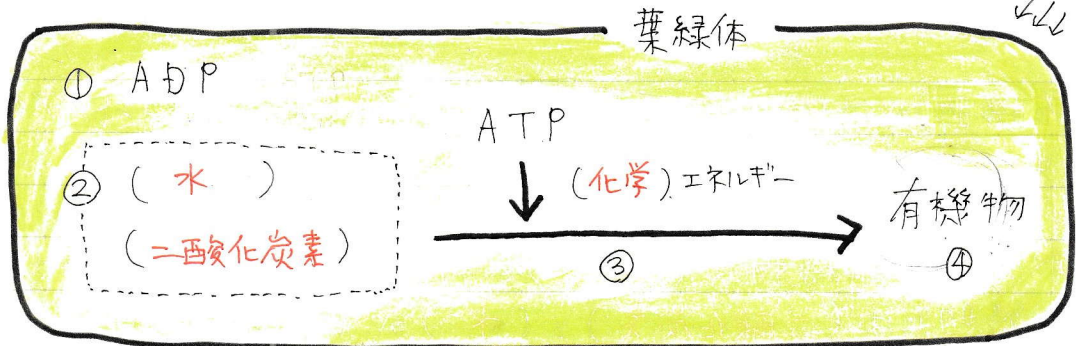 葉緑体
① ADP
ATP
② ( 水 )
(化学)エネルギー
(二酸化炭素)
有機物
③
④